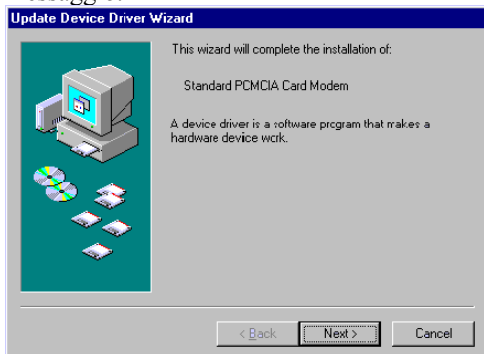 messaggio:
Update Device Driver Wizard
This wizard will complete the installation of:
Standard PCMCIA Card Modem
A device driver is a software program that makes a
hardware device work.
< Back
Next >
Cancel